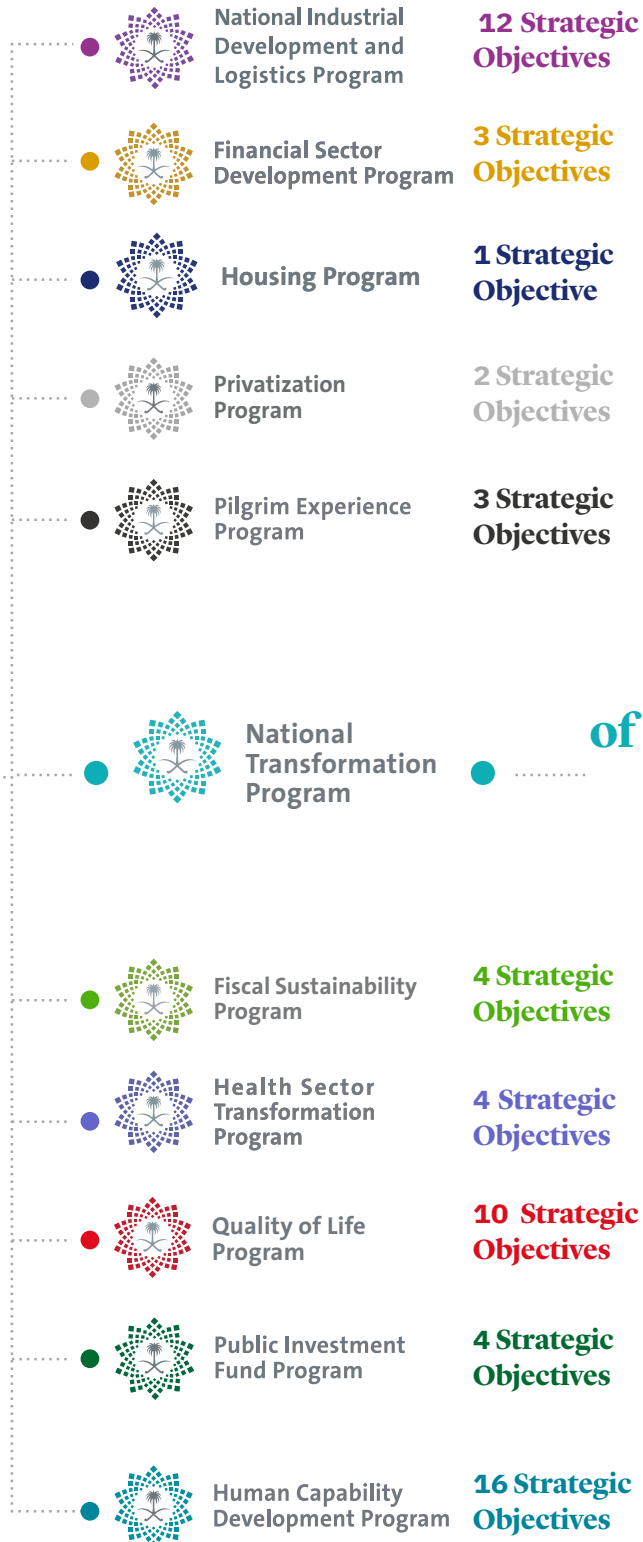 National Industrial
Development and
Logistics Program
12 Strategic
Objectives
Financial Sector
Development Program
3 Strategic
Objectives
Housing Program
1 Strategic
Objective
Privatization
Program
2 Strategic
Objectives
Pilgrim Experience
Program
3 Strategic
Objectives
National
Transformation
Program
of
Fiscal Sustainability
Program
4 Strategic
Objectives
Health Sector
Transformation
Program
4 Strategic
Objectives
Quality of Life
Program
10 Strategic
Objectives
Public Investment
Fund Program
4 Strategic
Objectives
Human Capability
Development Program
16 Strategic
Objectives